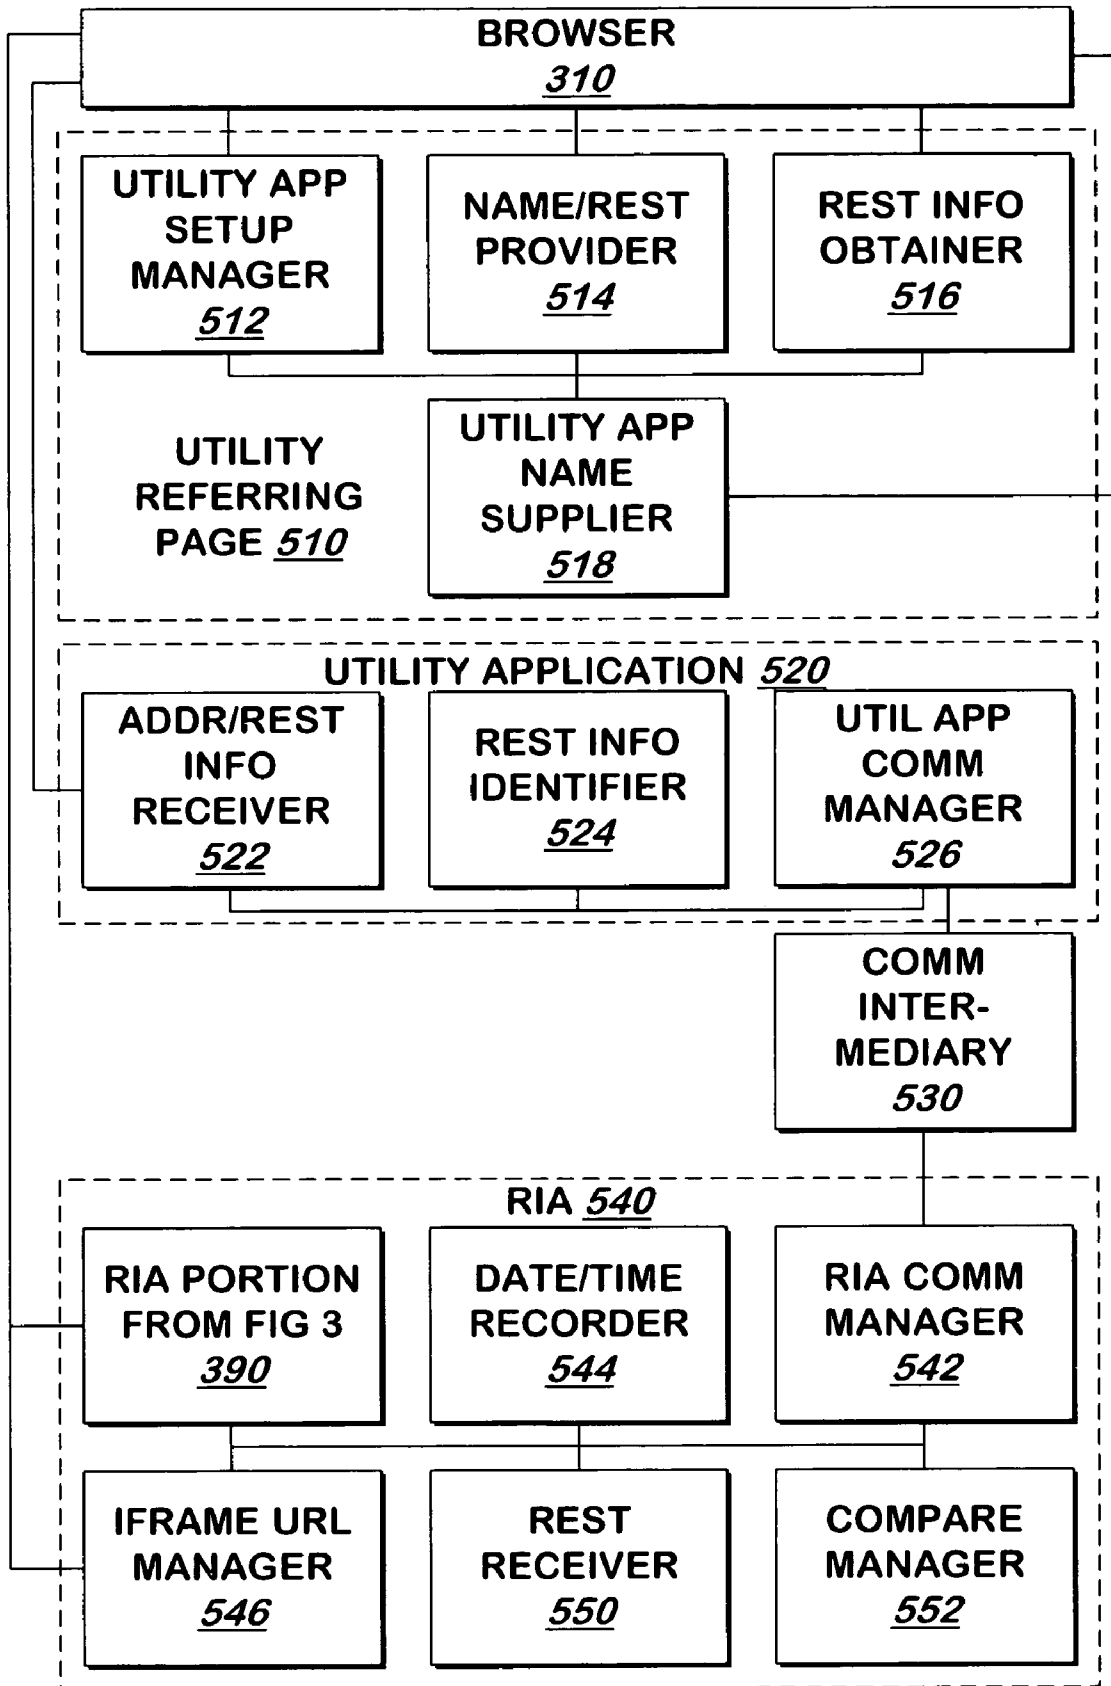 BROWSER
310
UTILITY APP
SETUP
MANAGER
512
NAME/REST
PROVIDER
514
REST INFO
OBTAINER
516
UTILITY
REFERRING
PAGE 510
UTILITY APP
NAME
SUPPLIER
518
UTILITY APPLICATION 520
ADDR/REST
INFO
RECEIVER
522
REST INFO
IDENTIFIER
524
UTIL APP
COMM
MANAGER
526
COMM
INTER-
MEDIARY
530
RIA 540
RIA PORTION
FROM FIG 3
390
DATE/TIME
RECORDER
544
RIA COMM
MANAGER
542
IFRAME URL
MANAGER
546
REST
RECEIVER
550
COMPARE
MANAGER
552